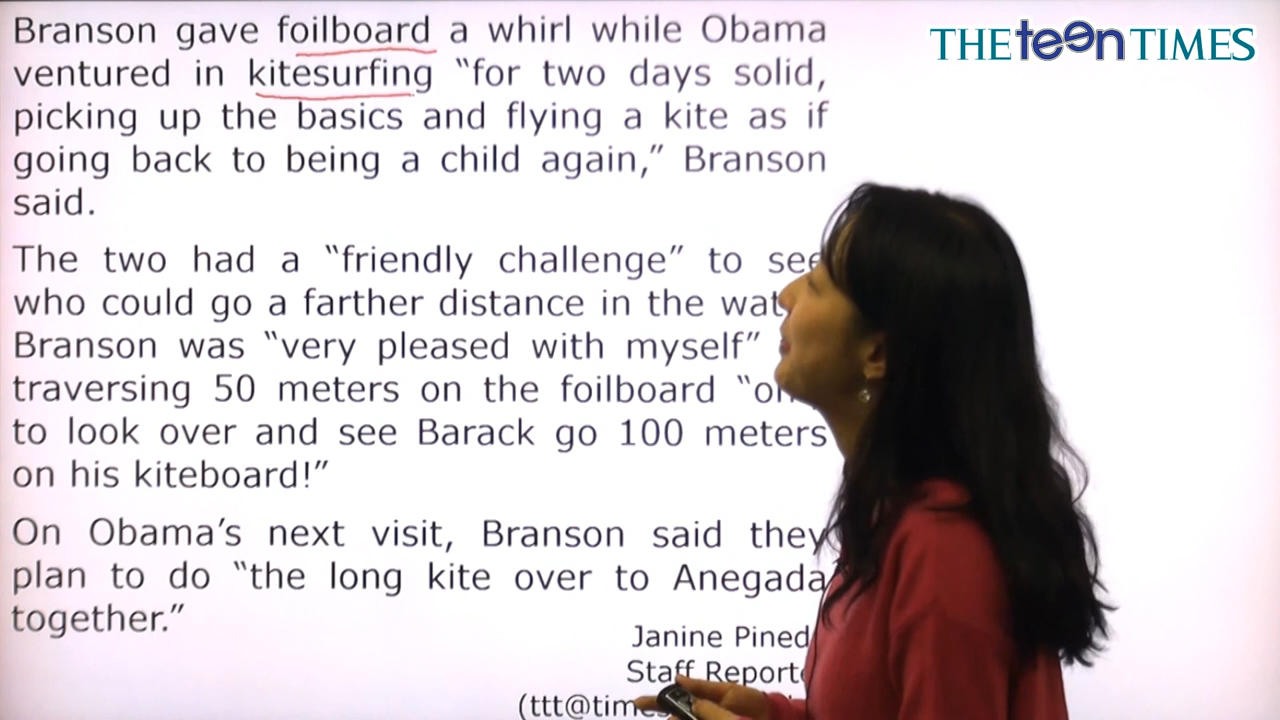 Branson gave foilboard a whirl while Obama
ventured in kitesurfing “for two days solid,
picking up the basics and flying a kite as if
going back to being a child again,” Branson
said.
The two had a “friendly challenge” to see
who could go a farther distance in the
Branson was “very pleased with myself”
traversing 50 meters on the foilboard
to look over and see Barack go 100 meters
on his kiteboard!”
On Obama’s next visit, Branson said they
plan to do “the long kite over to Anegada
together.”
Janine
Staff
THE teen TIMES